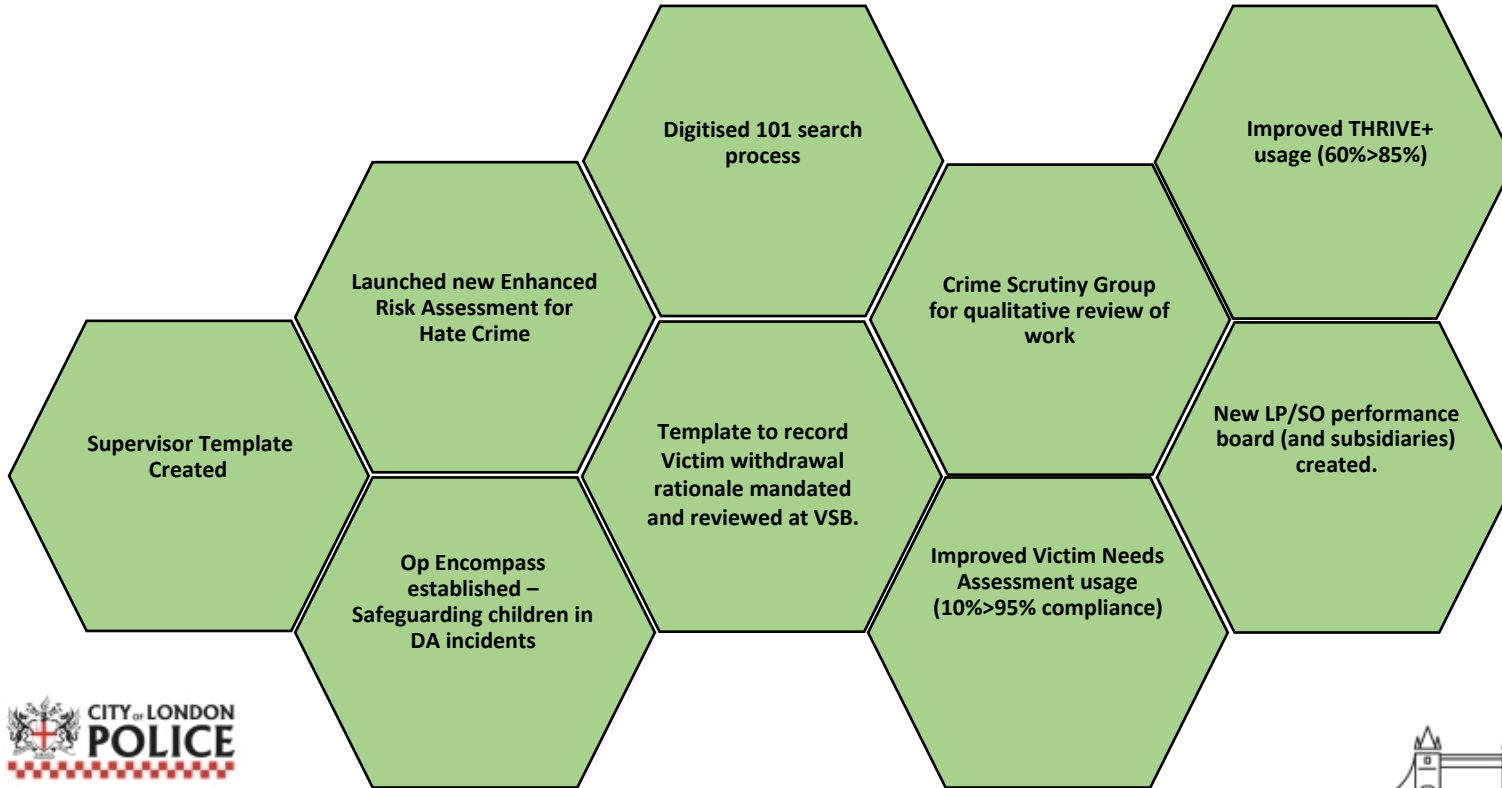 Digitised 101 search
process
Improved THRIVE+
usage (60%>85%)
Launched new Enhanced
Risk Assessment for
Hate Crime
Crime Scrutiny Group
for qualitative review of
work
Supervisor Template
Created
Template to record
Victim withdrawal
rationale mandated
and reviewed at VSB.
New LP/SO performance
board (and subsidiaries)
created.
Op Encompass
established –
Safeguarding children in
DA incidents
Improved Victim Needs
Assessment usage
(10%>95% compliance)
CITY of LONDON
POLICE